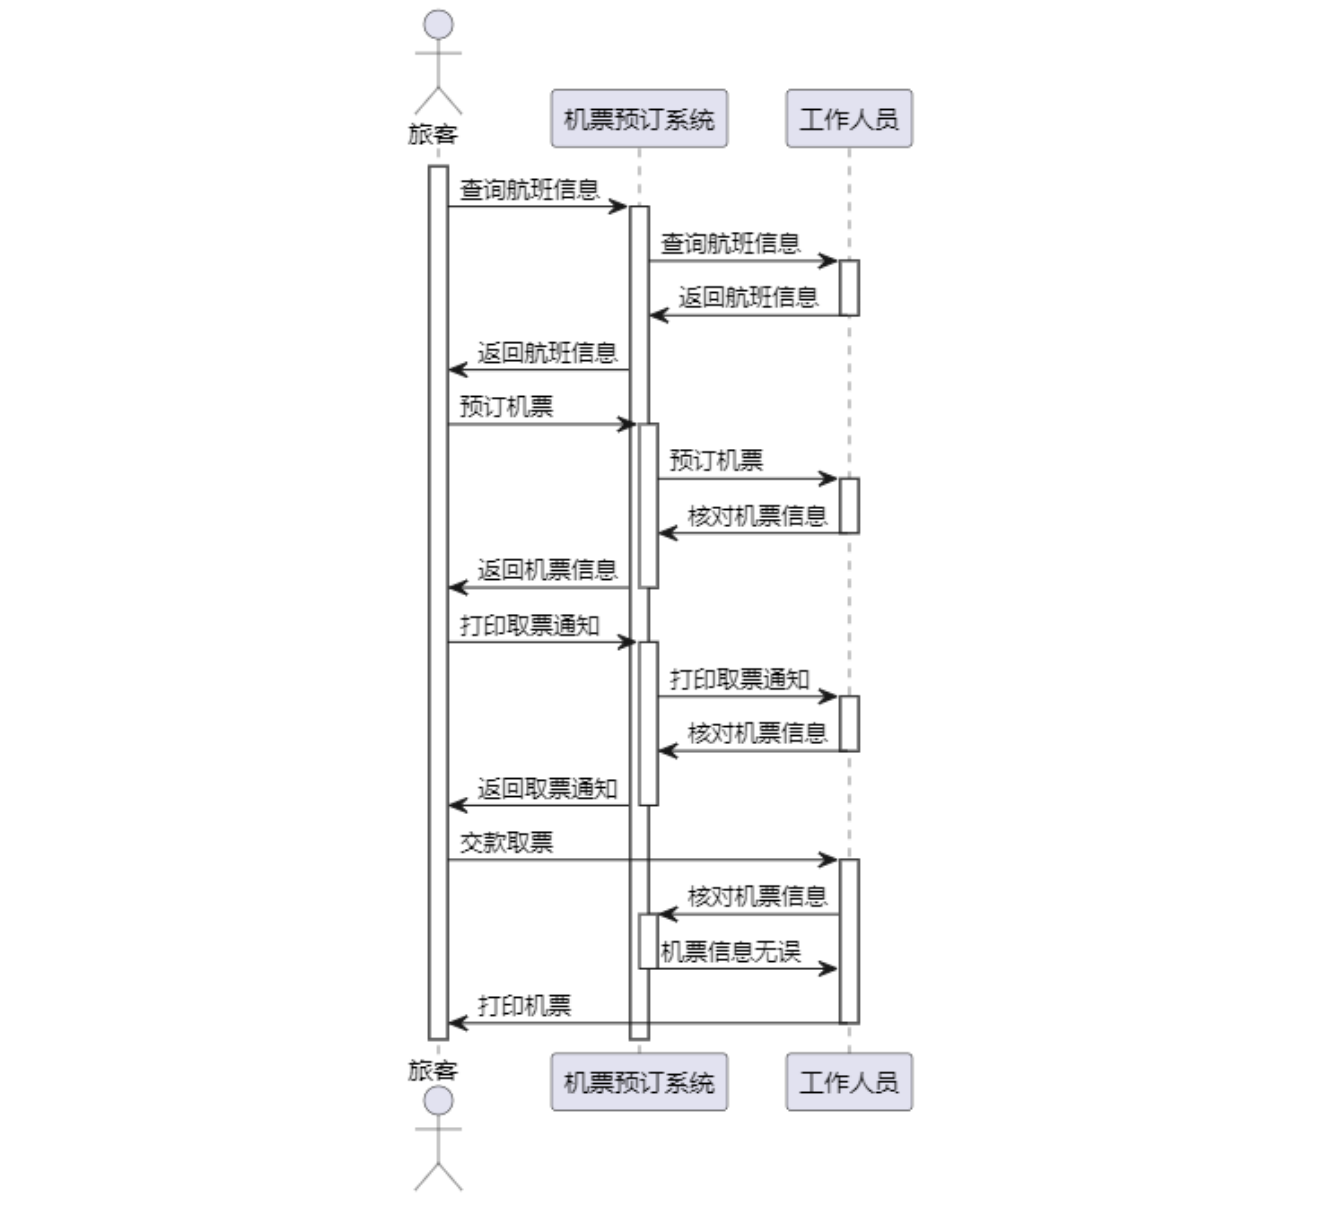 旅客
机票预订系统
工作人员
查询航班信息
查询航班信息
返回航班信息
返回航班信息
预订机票
预订机票
核对机票信息
返回机票信息
打印取票通知
打印取票通知
核对机票信息
返回取票通知
交款取票
核对机票信息
机票信息无误
打印机票
旅客
机票预订系统
工作人员